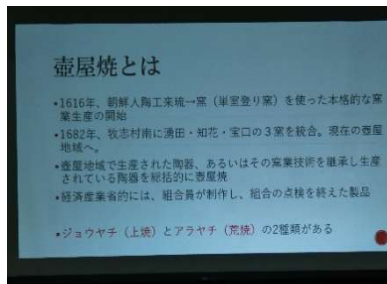 壺屋焼とは
•1616年、朝鮮人陶工来琉→窯（単室登り窯）を使った本格的な窯
業生産の開始
•1682年、牧志村南に湧田・知花・宝口の３窯を統合。現在の壺屋
地域へ。
•壺屋地域で生産された陶器、あるいはその窯業技術を継承し生産
されている陶器を総括的に壺屋焼
•経済産業省的には、組合員が制作し、組合の点検を終えた製品
•ジョウヤチ（上焼）とアラヤチ（荒焼）の2種類がある